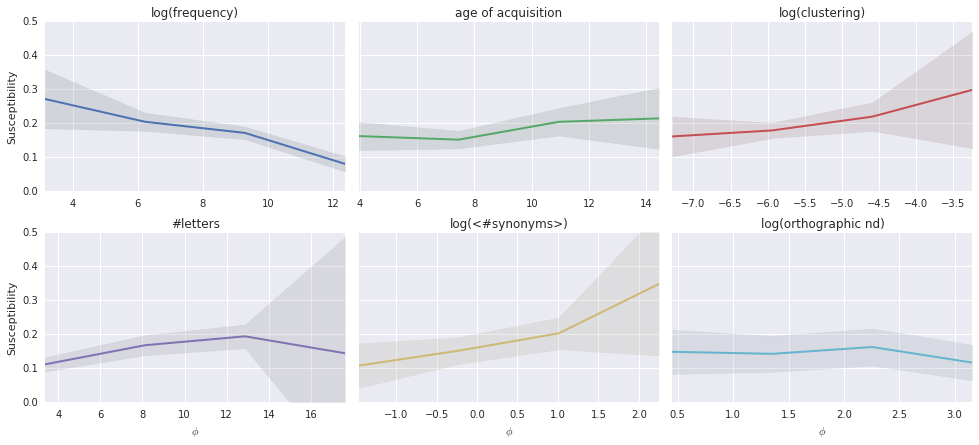 log(frequency) age of acquisition log(clustering)
Susceptibility
0.5
0.4
0.3
0.2
0.1
0.0
4 6 8 10 12
4 6 8 10 12 14
−7.0 −6.5 −6.0 −5.5 −5.0 −4.5 −4.0 −3.5
#letters log(<#synonyms>) log(orthographic nd)
Susceptibility
0.5
0.4
0.3
0.2
0.1
0.0
4 6 8 10 12 14 16
−1.0 −0.5 0.0 0.5 1.0 1.5 2.0
0.5 1.0 1.5 2.0 2.5 3.0
ϕ ϕ ϕ